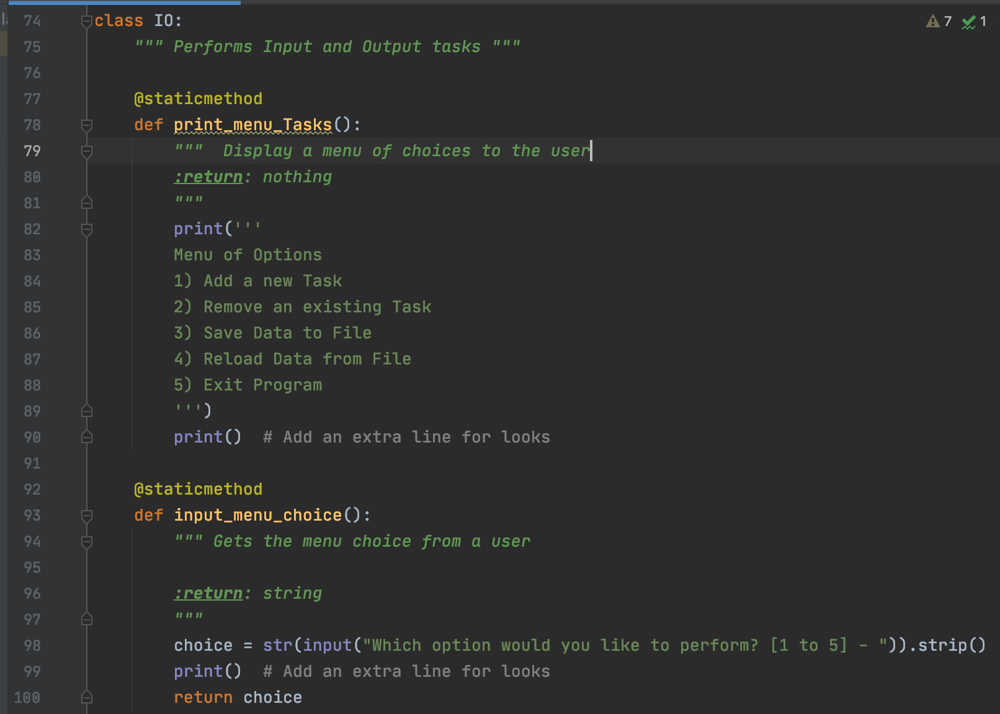 74 class IO: 7 1
75     """ Performs Input and Output tasks """
76
77     @staticmethod
78     def print_menu_Tasks():
79         """  Display a menu of choices to the user
80         :return: nothing
81         """
82         print('''
83         Menu of Options
84         1) Add a new Task
85         2) Remove an existing Task
86         3) Save Data to File
87         4) Reload Data from File
88         5) Exit Program
89         ''')
90         print()  # Add an extra line for looks
91
92     @staticmethod
93     def input_menu_choice():
94         """ Gets the menu choice from a user
95
96         :return: string
97         """
98         choice = str(input("Which option would you like to perform? [1 to 5] - ")).strip()
99         print()  # Add an extra line for looks
100         return choice